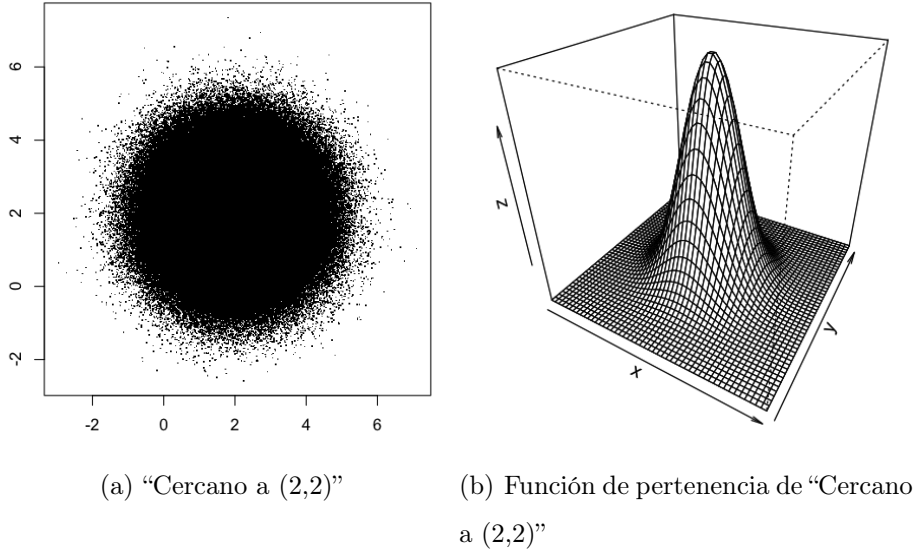 6
4
2
0
-2
-2 0 2 4 6
z
x
y
(a) “Cercano a (2,2)”
(b) Función de pertenencia de “Cercano
a (2,2)”